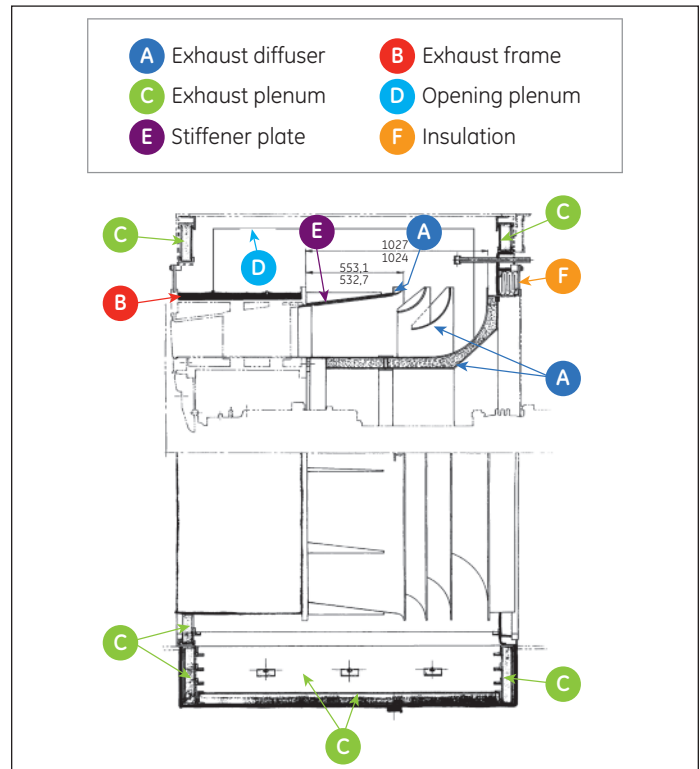 A Exhaust diffuser
B Exhaust frame
C Exhaust plenum
D Opening plenum
E Stiffener plate
F Insulation
C
E
A
C
1027
1024
D
553,1
532,7
F
B
A
C
C
C